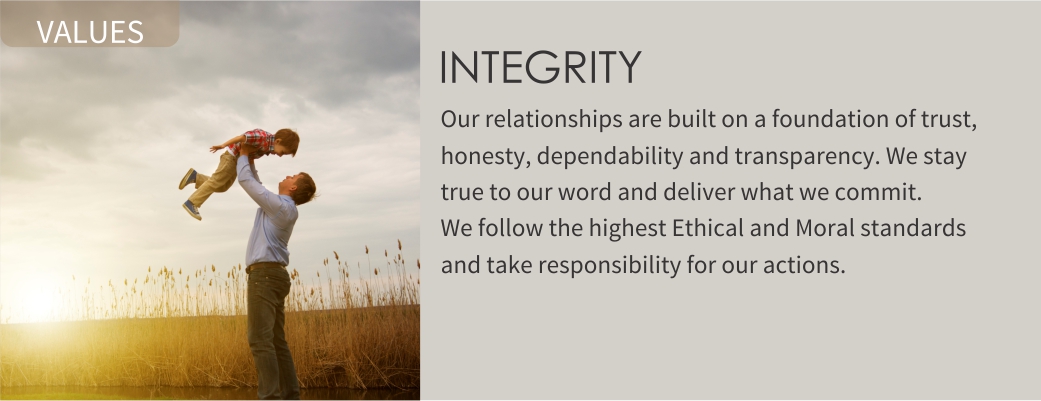 VALUES
INTEGRITY
Our relationships are built on a foundation of trust,
honesty, dependability and transparency. We stay
true to our word and deliver what we commit.
We follow the highest Ethical and Moral standards
and take responsibility for our actions.